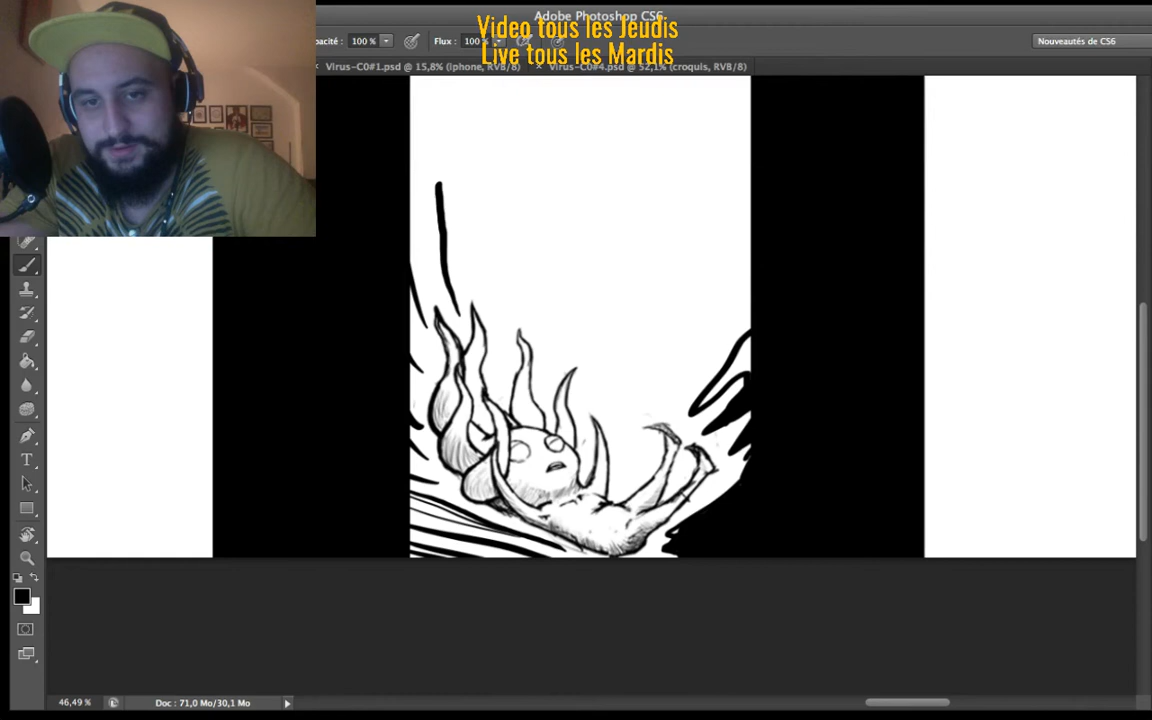 Adobe Photoshop CS6
Video tous les Jeudis
Live tous les Mardis
pacité : 100 % Flux : 100 % Nouveautés de CS6
Virus-C0#1.psd @ 15,8% (iphone, RVB/8) Virus-C0#4.psd @ 52,1% (croquis, RVB/8)
T
46,49 % Doc : 71,0 Mo/30,1 Mo